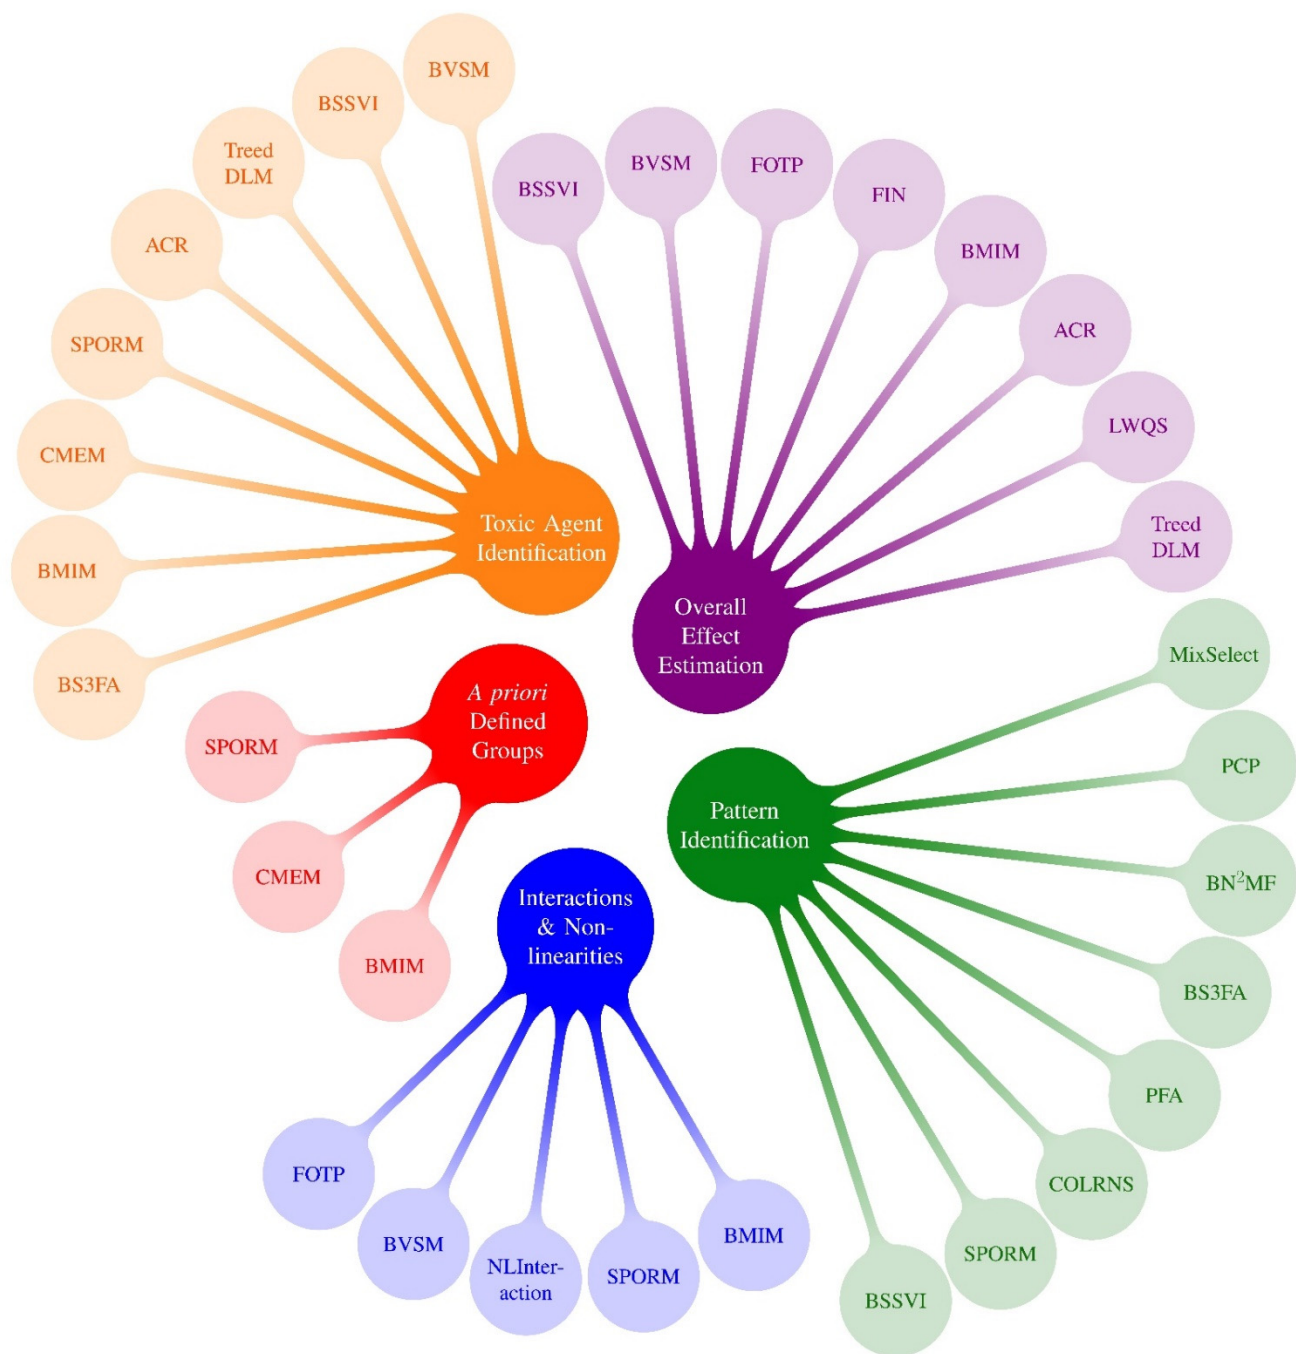 BVSM
BSSVI
Treed
DLM
ACR
SPORM
CMEM
BMIM
BS3FA
Toxic Agent
Identification
BSSVI
BVSM
FOTP
FIN
BMIM
ACR
LWQS
Treed
DLM
Overall
Effect
Estimation
A priori
Defined
Groups
SPORM
CMEM
BMIM
Pattern
Identification
MixSelect
PCP
BN²MF
BS3FA
PFA
COLRNS
SPORM
BSSVI
Interactions
& Non-
linearities
FOTP
BVSM
NLInter-
action
SPORM
BMIM